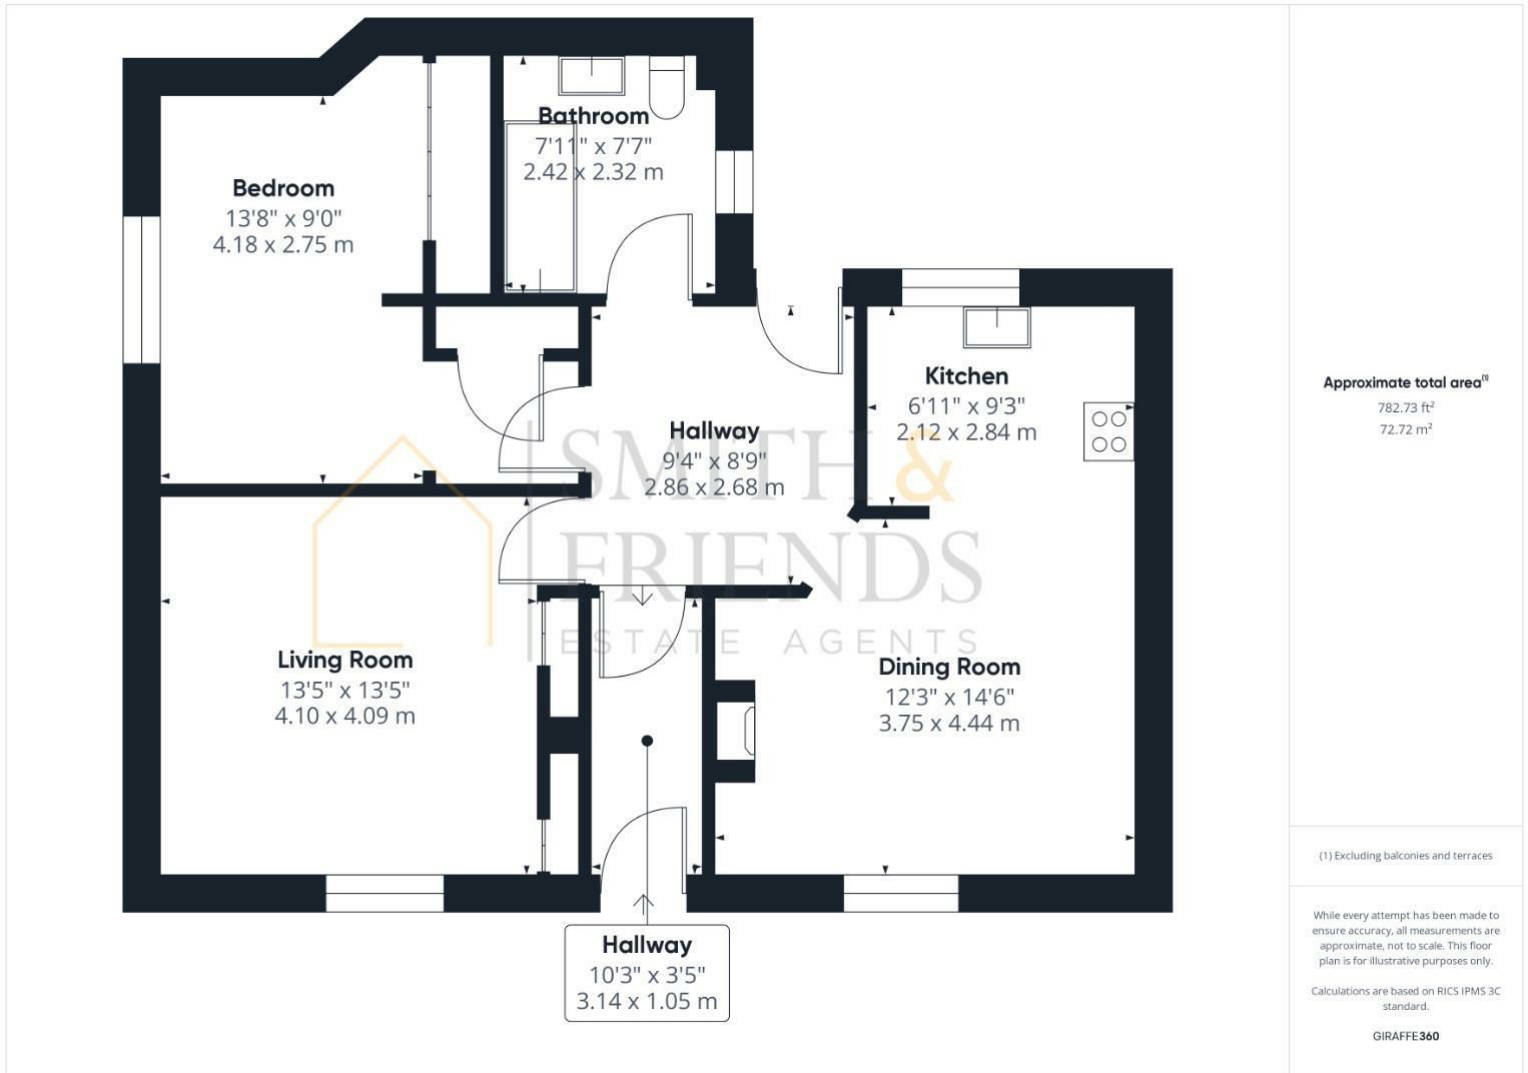 Bathroom
7'11" x 7'7"
2.42 x 2.32 m
Bedroom
13'8" x 9'0"
4.18 x 2.75 m
Kitchen
6'11" x 9'3"
2.12 x 2.84 m
Hallway
9'4" x 8'9"
2.86 x 2.68 m
SMITH &
FRIENDS
ESTATE AGENTS
Living Room
13'5" x 13'5"
4.10 x 4.09 m
Dining Room
12'3" x 14'6"
3.75 x 4.44 m
Hallway
10'3" x 3'5"
3.14 x 1.05 m
Approximate total area⁽¹⁾
782.73 ft²
72.72 m²
(1) Excluding balconies and terraces
While every attempt has been made to
ensure accuracy, all measurements are
approximate, not to scale. This floor
plan is for illustrative purposes only.
Calculations are based on RICS IPMS 3C
standard.
GIRAFFE360